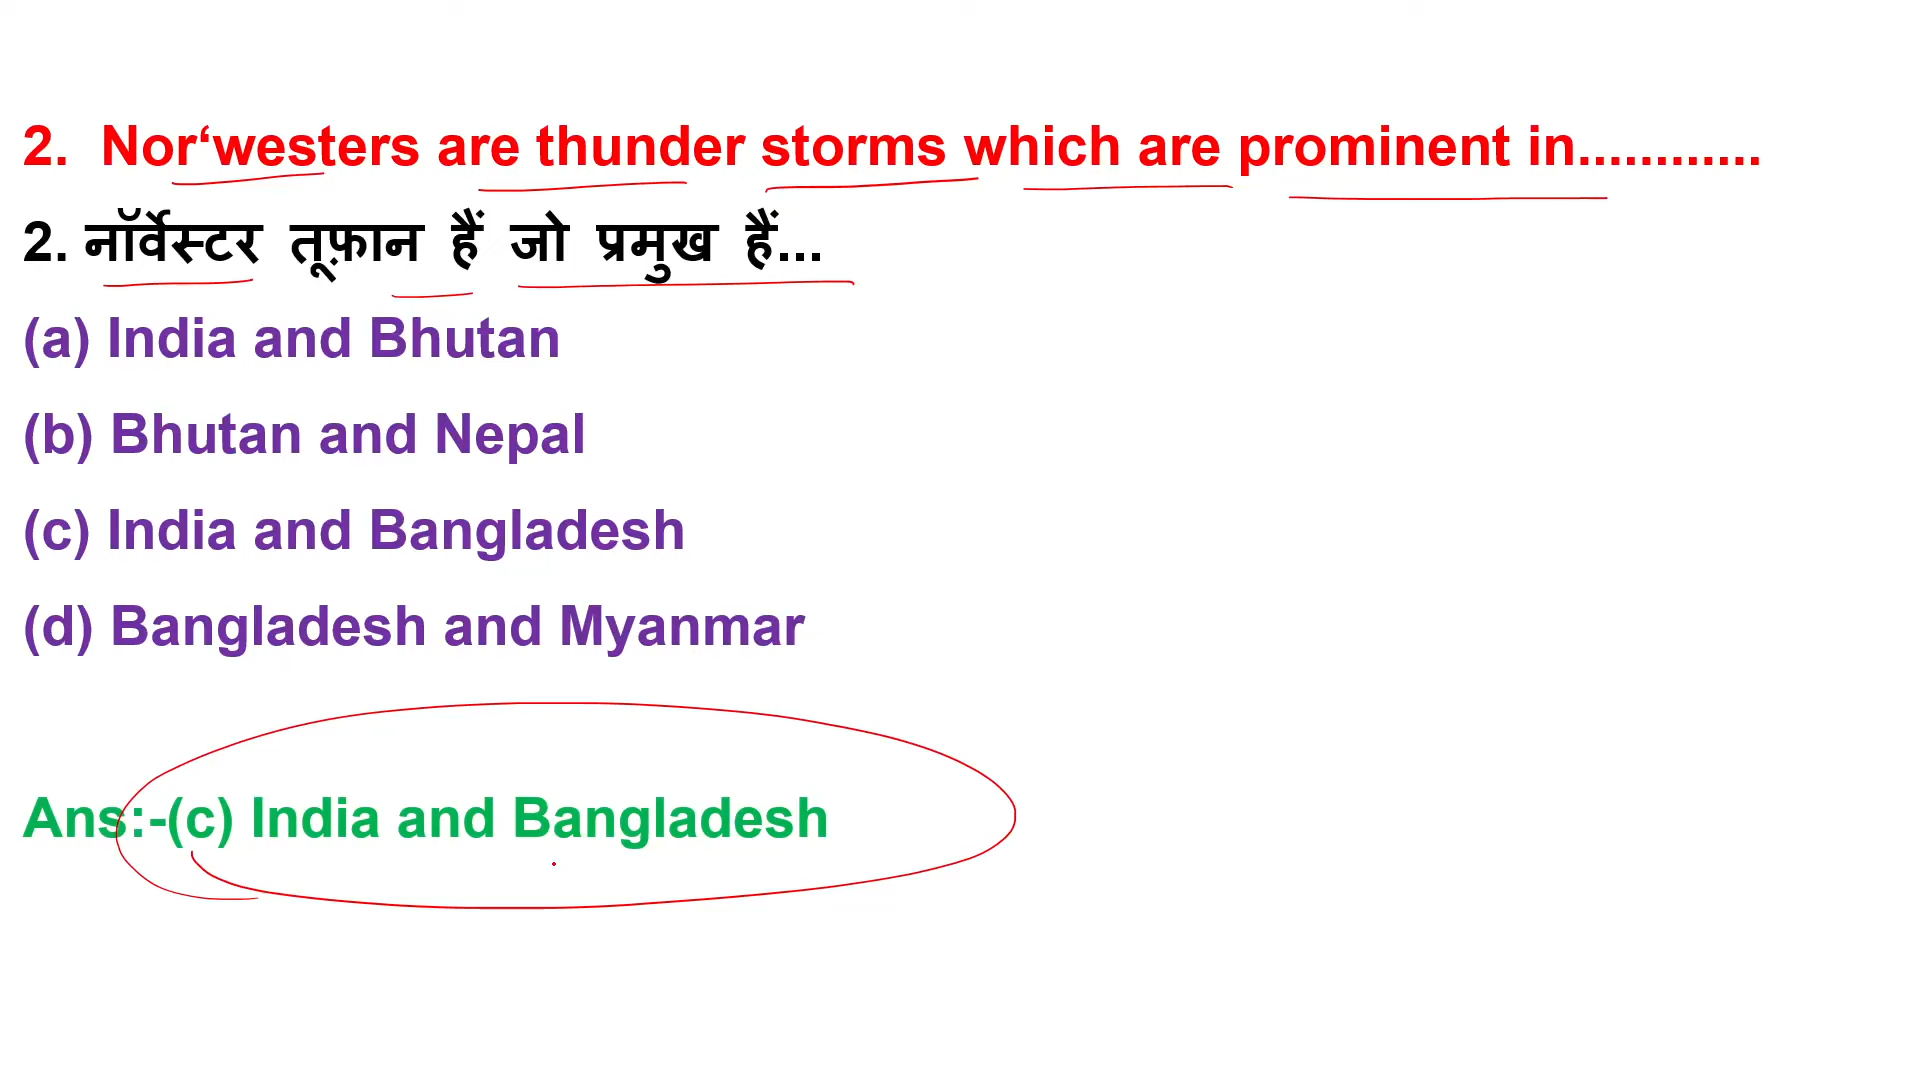 2. Nor‘westers are thunder storms which are prominent in............
2. नॉर्वेस्टर तूफ़ान हैं जो प्रमुख हैं...
(a) India and Bhutan
(b) Bhutan and Nepal
(c) India and Bangladesh
(d) Bangladesh and Myanmar
Ans:-(c) India and Bangladesh